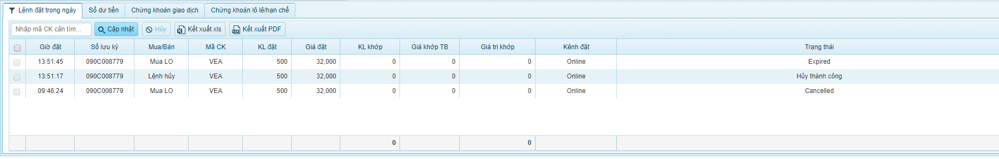 Lệnh đặt trong ngày Số dư tiền Chứng khoán giao dịch Chứng khoán lô lẻ/hạn chế
Nhập mã CK cần tìm... Cập nhật Hủy Kết xuất xls Kết xuất PDF
Giờ đặt Số lưu ký Mua/Bán Mã CK KL đặt Giá đặt KL khớp Giá khớp TB Giá trị khớp Kênh đặt Trạng thái
13:51:45 090C008779 Mua LO VEA 500 32,000 0 0 0 Online Expired
13:51:17 090C008779 Lệnh hủy VEA 500 32,000 0 0 0 Online Hủy thành công
09:46:24 090C008779 Mua LO VEA 500 32,000 0 0 0 Online Cancelled
0 0